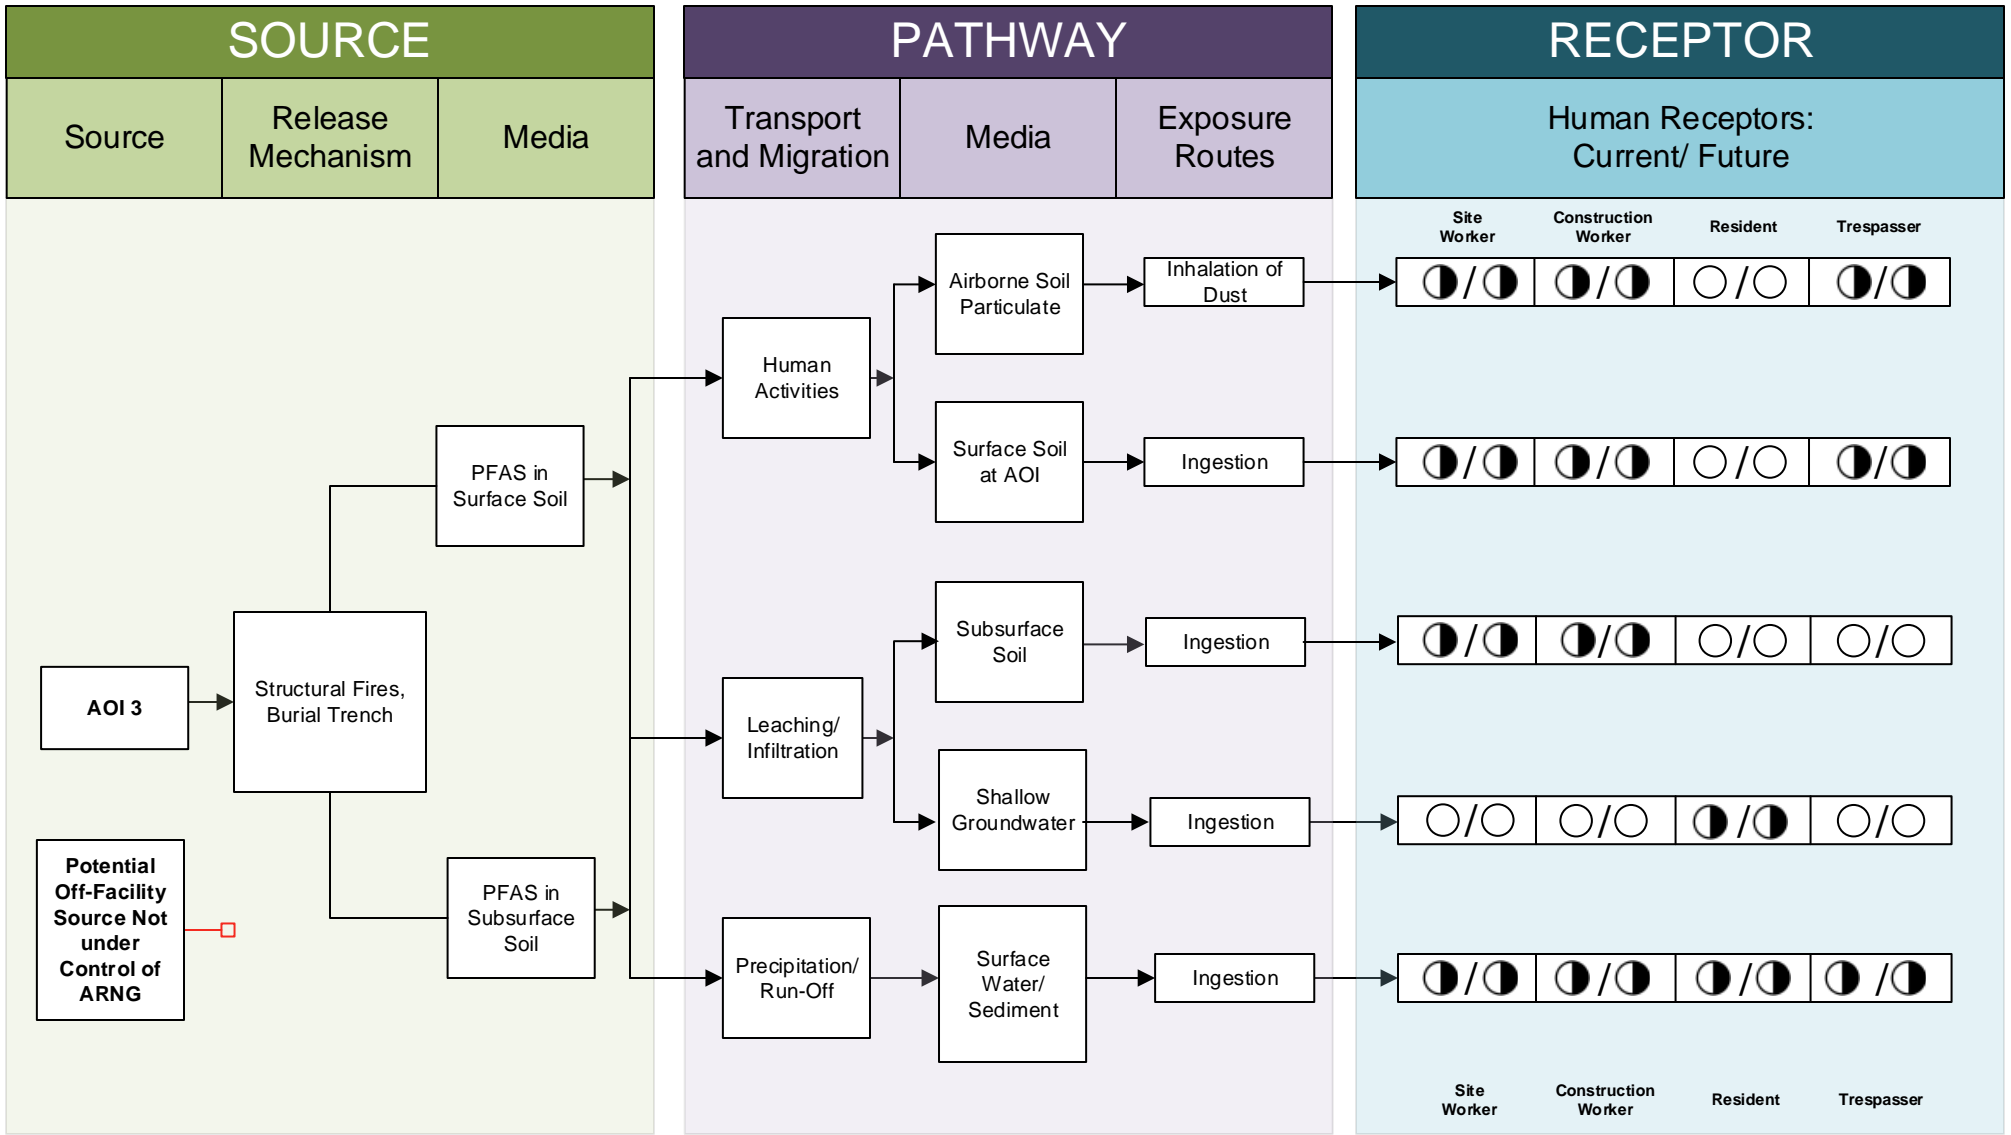 SOURCE
PATHWAY
RECEPTOR
Source
Release
Mechanism
Media
Transport
and Migration
Media
Exposure
Routes
Human Receptors:
Current/ Future
Site
Worker
Construction
Worker
Resident
Trespasser
AOI 3
Potential
Off-Facility
Source Not
under
Control of
ARNG
Structural Fires,
Burial Trench
PFAS in
Surface Soil
PFAS in
Subsurface
Soil
Human
Activities
Leaching/
Infiltration
Precipitation/
Run-Off
Airborne Soil
Particulate
Inhalation of
Dust
/ / / /
Surface Soil
at AOI
Ingestion
/ / / /
Subsurface
Soil
Ingestion
/ / / /
Shallow
Groundwater
Ingestion
/ / / /
Surface
Water/
Sediment
Ingestion
/ / / /
Site
Worker
Construction
Worker
Resident
Trespasser